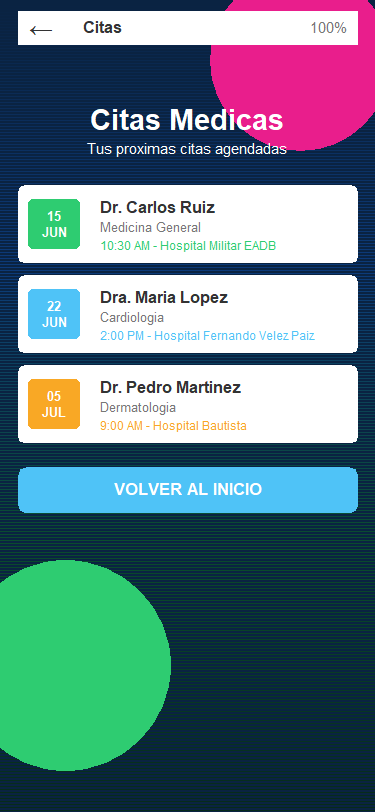 ← Citas 100%
Citas Medicas
Tus proximas citas agendadas
15
JUN
Dr. Carlos Ruiz
Medicina General
10:30 AM - Hospital Militar EADB
22
JUN
Dra. Maria Lopez
Cardiologia
2:00 PM - Hospital Fernando Velez Paiz
05
JUL
Dr. Pedro Martinez
Dermatologia
9:00 AM - Hospital Bautista
VOLVER AL INICIO